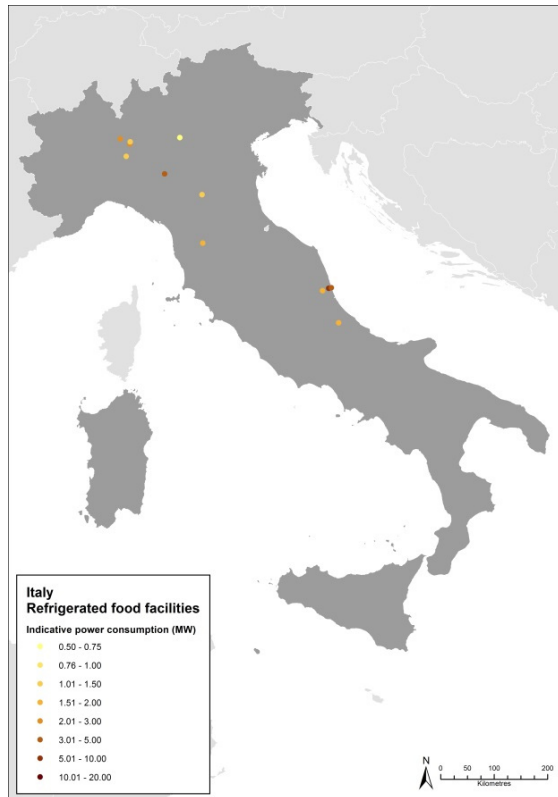 Italy
Refrigerated food facilities
Indicative power consumption (MW)
0.50 - 0.75
0.76 - 1.00
1.01 - 1.50
1.51 - 2.00
2.01 - 3.00
3.01 - 5.00
5.01 - 10.00
10.01 - 20.00
N
0 50 100 200
Kilometres